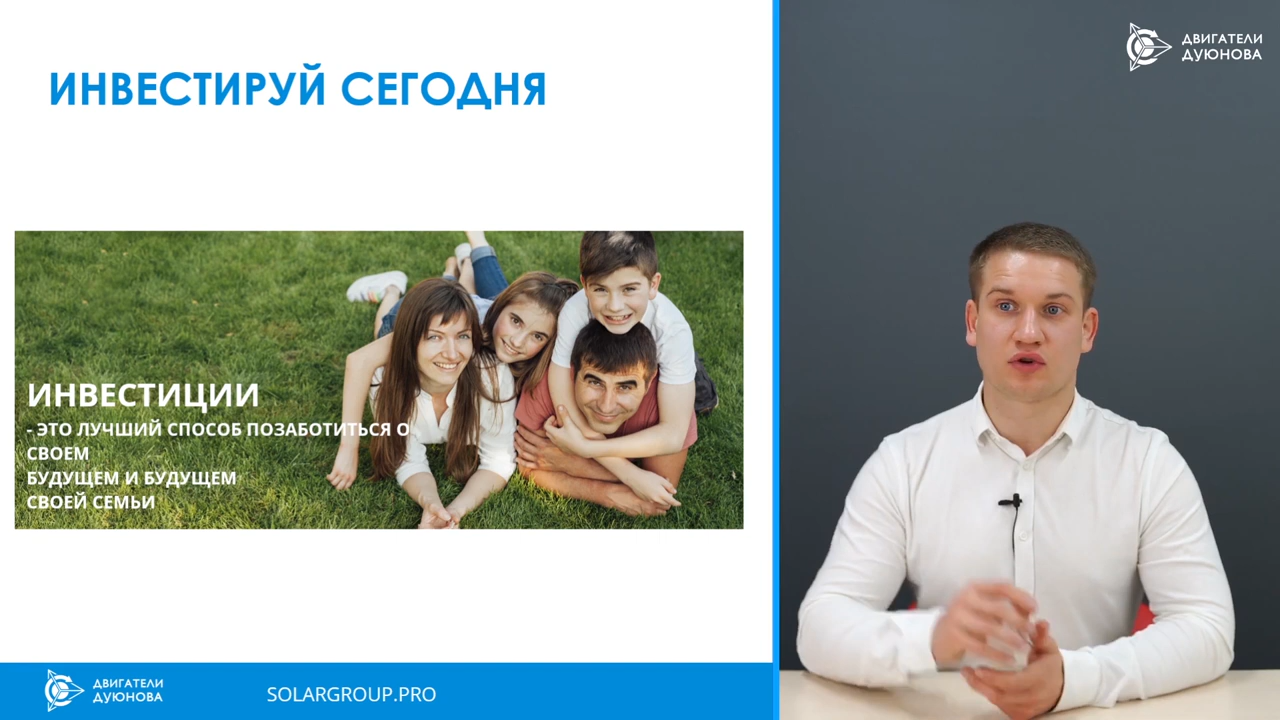 ИНВЕСТИРУЙ СЕГОДНЯ
ИНВЕСТИЦИИ
- ЭТО ЛУЧШИЙ СПОСОБ ПОЗАБОТИТЬСЯ О
СВОЕМ
БУДУЩЕМ И БУДУЩЕМ
СВОЕЙ СЕМЬИ
ДВИГАТЕЛИ
ДУЮНОВА
SOLARGROUP.PRO
ДВИГАТЕЛИ
ДУЮНОВА